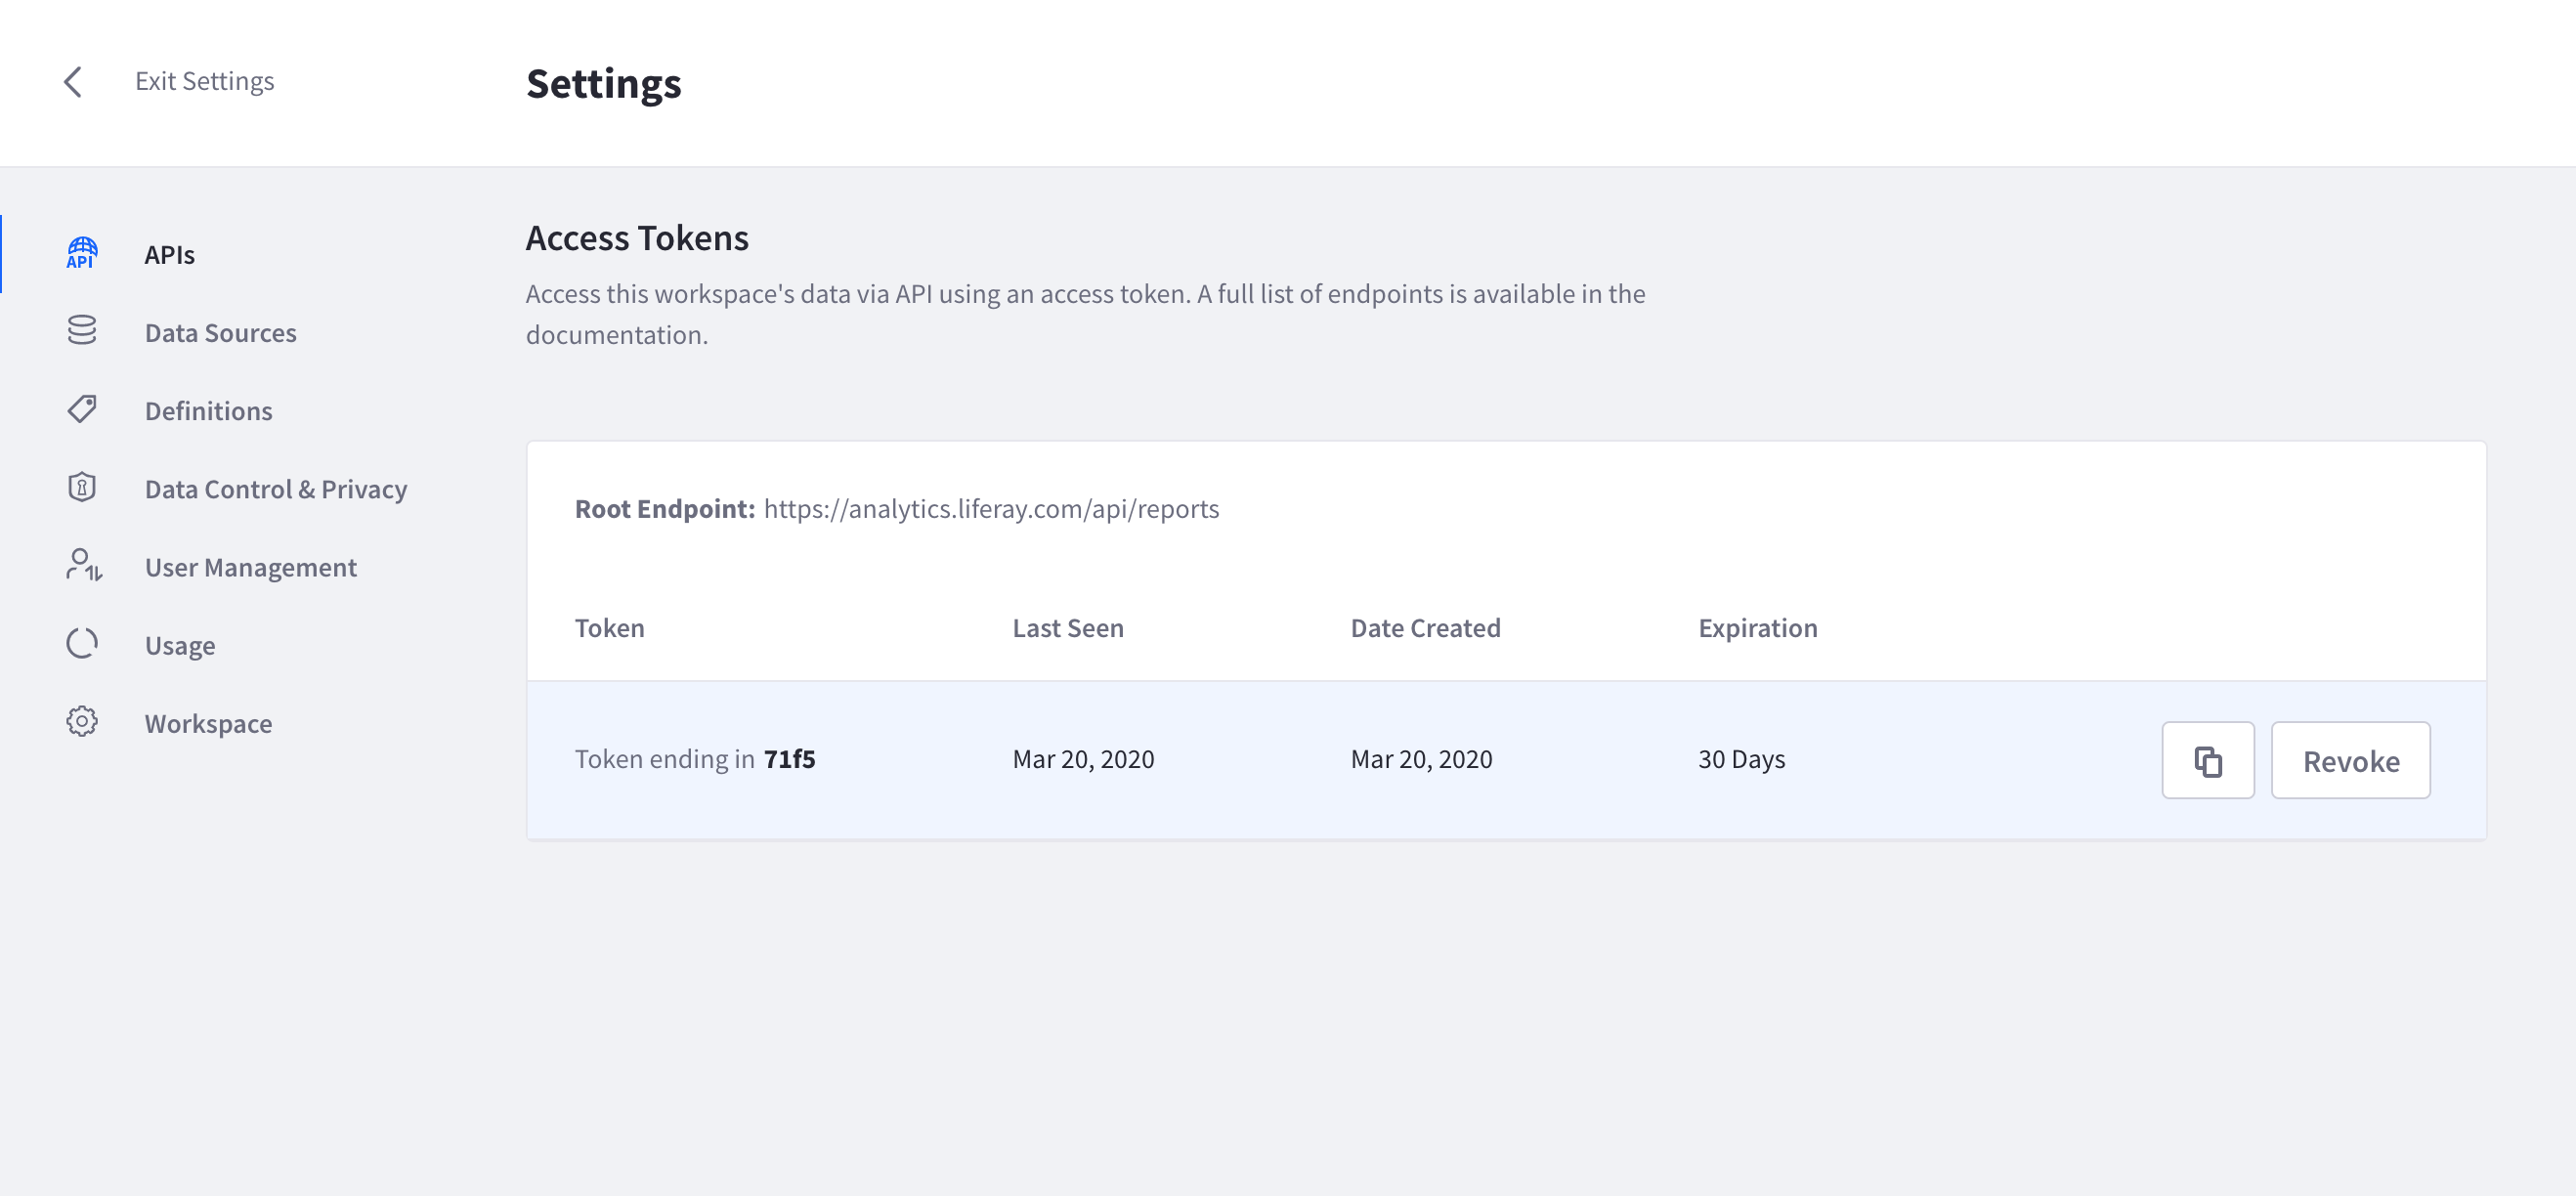 Exit Settings
Settings
API
APIs
Data Sources
Definitions
Data Control & Privacy
User Management
Usage
Workspace
Access Tokens
Access this workspace's data via API using an access token. A full list of endpoints is available in the
documentation.
Root Endpoint: https://analytics.liferay.com/api/reports
Token Last Seen Date Created Expiration
Token ending in 71f5 Mar 20, 2020 Mar 20, 2020 30 Days Revoke